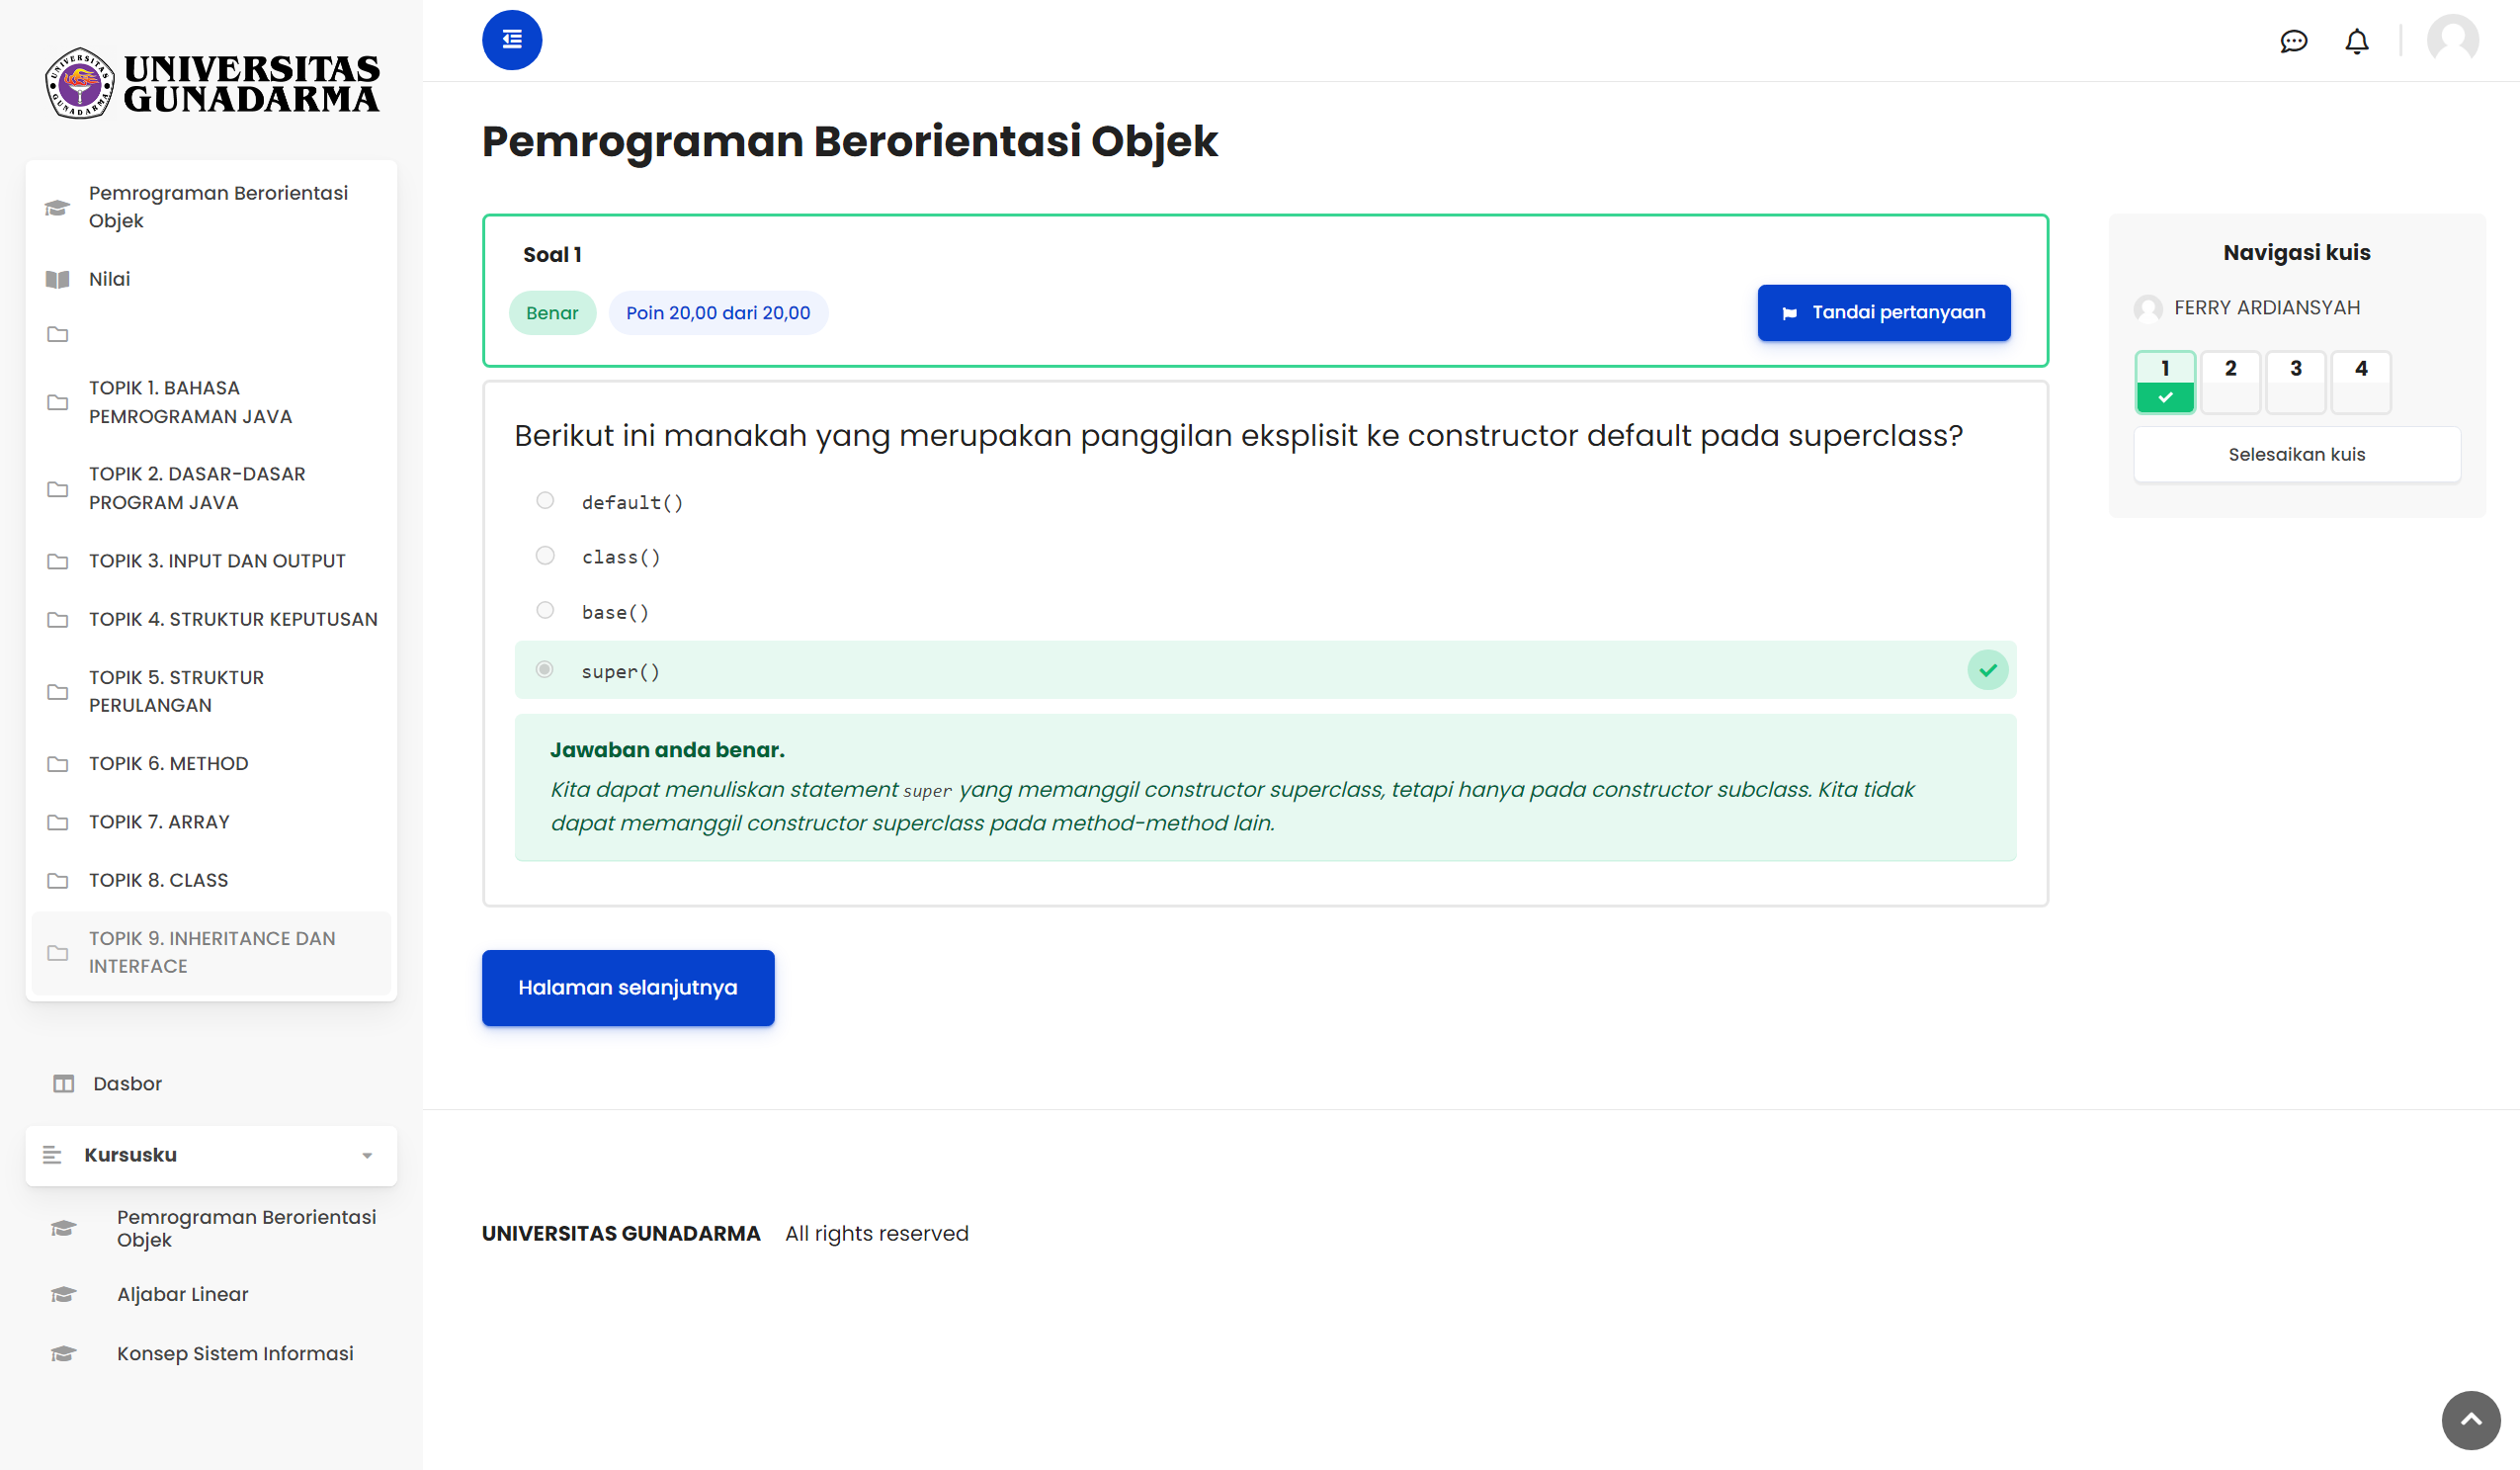 UNIVERSITAS
GUNADARMA
Pemrograman Berorientasi
Objek
Nilai
TOPIK 1. BAHASA
PEMROGRAMAN JAVA
TOPIK 2. DASAR-DASAR
PROGRAM JAVA
TOPIK 3. INPUT DAN OUTPUT
TOPIK 4. STRUKTUR KEPUTUSAN
TOPIK 5. STRUKTUR
PERULANGAN
TOPIK 6. METHOD
TOPIK 7. ARRAY
TOPIK 8. CLASS
TOPIK 9. INHERITANCE DAN
INTERFACE
Dasbor
Kursusku
Pemrograman Berorientasi
Objek
Aljabar Linear
Konsep Sistem Informasi
Pemrograman Berorientasi Objek
Soal 1
Benar
Poin 20,00 dari 20,00
Tandai pertanyaan
Berikut ini manakah yang merupakan panggilan eksplisit ke constructor default pada superclass?
default()
class()
base()
super()
Jawaban anda benar.
Kita dapat menuliskan statement super yang memanggil constructor superclass, tetapi hanya pada constructor subclass. Kita tidak
dapat memanggil constructor superclass pada method-method lain.
Halaman selanjutnya
Navigasi kuis
FERRY ARDIANSYAH
1 2 3 4
Selesaikan kuis
UNIVERSITAS GUNADARMA All rights reserved